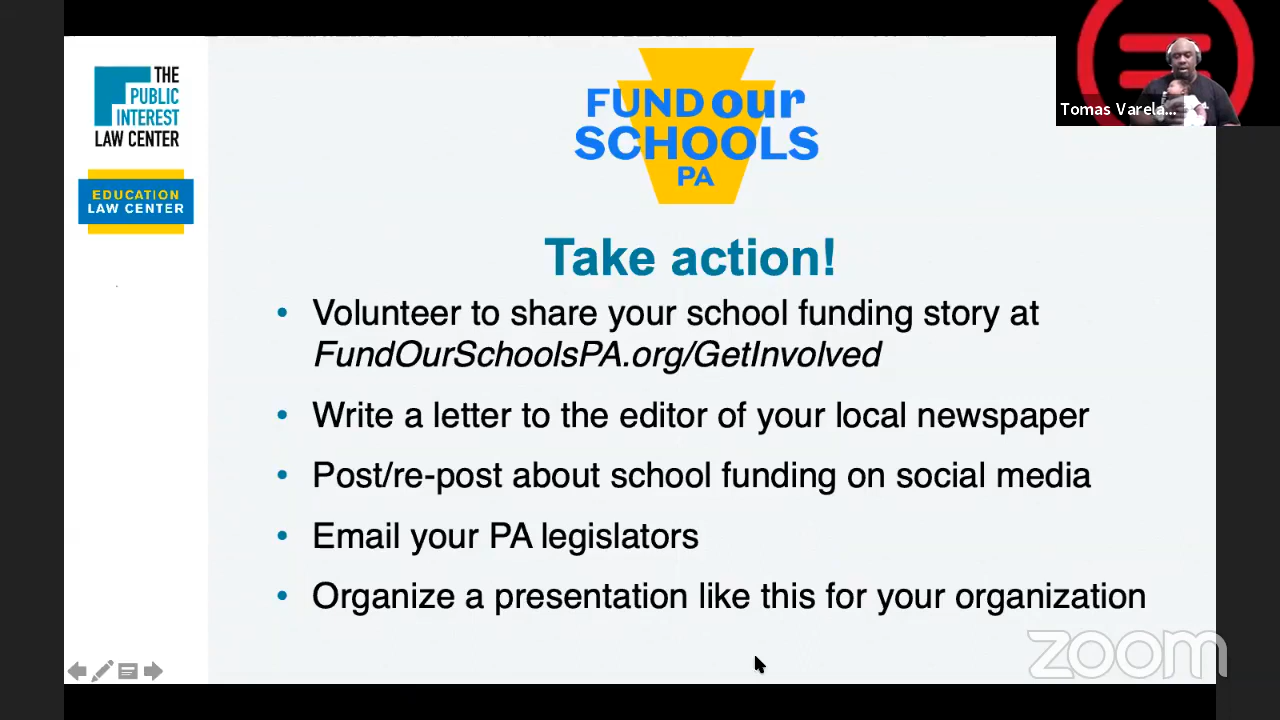 THE
PUBLIC
INTEREST
LAW CENTER
EDUCATION
LAW CENTER
FUND our
SCHOOLS
PA
Tomas Varela...
Take action!
• Volunteer to share your school funding story at
FundOurSchoolsPA.org/GetInvolved
• Write a letter to the editor of your local newspaper
• Post/re-post about school funding on social media
• Email your PA legislators
• Organize a presentation like this for your organization
zoom